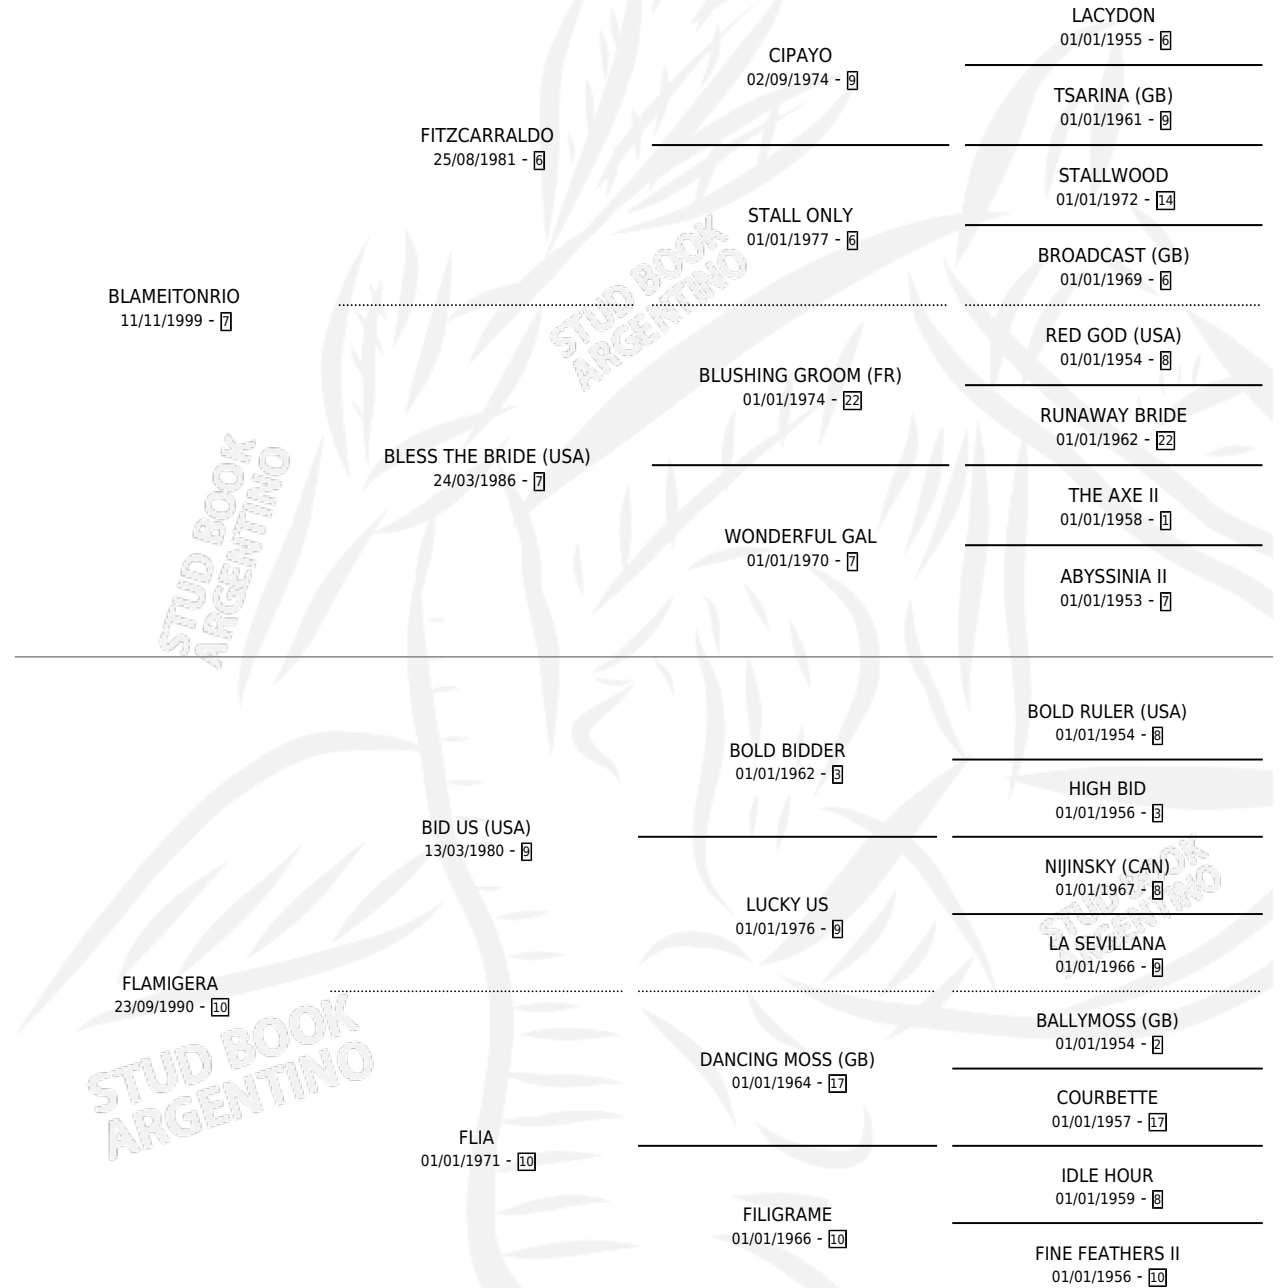 LACYDON
01/01/1955 - 6
CIPAYO
02/09/1974 - 9
TSARINA (GB)
01/01/1961 - 9
FITZCARRALDO
25/08/1981 - 6
STALLWOOD
01/01/1972 - 14
STALL ONLY
01/01/1977 - 6
BROADCAST (GB)
01/01/1969 - 6
STUD BOOK
ARGENTINO
BLAMEITONRIO
11/11/1999 - 7
RED GOD (USA)
01/01/1954 - 8
BLUSHING GROOM (FR)
01/01/1974 - 22
RUNAWAY BRIDE
01/01/1962 - 22
BLESS THE BRIDE (USA)
24/03/1986 - 7
THE AXE II
01/01/1958 - 1
WONDERFUL GAL
01/01/1970 - 7
ABYSSINIA II
01/01/1953 - 7
STUD BOOK
ARGENTINO
BOLD RULER (USA)
01/01/1954 - 8
BOLD BIDDER
01/01/1962 - 3
HIGH BID
01/01/1956 - 3
BID US (USA)
13/03/1980 - 9
NIJINSKY (CAN)
01/01/1967 - 8
LUCKY US
01/01/1976 - 9
LA SEVILLANA
01/01/1966 - 9
STUD BOOK
ARGENTINO
FLAMIGERA
23/09/1990 - 10
BALLYMOSS (GB)
01/01/1954 - 2
DANCING MOSS (GB)
01/01/1964 - 17
COURBETTE
01/01/1957 - 17
STUD BOOK
ARGENTINO
FLIA
01/01/1971 - 10
IDLE HOUR
01/01/1959 - 8
FILIGRAME
01/01/1966 - 10
FINE FEATHERS II
01/01/1956 - 10